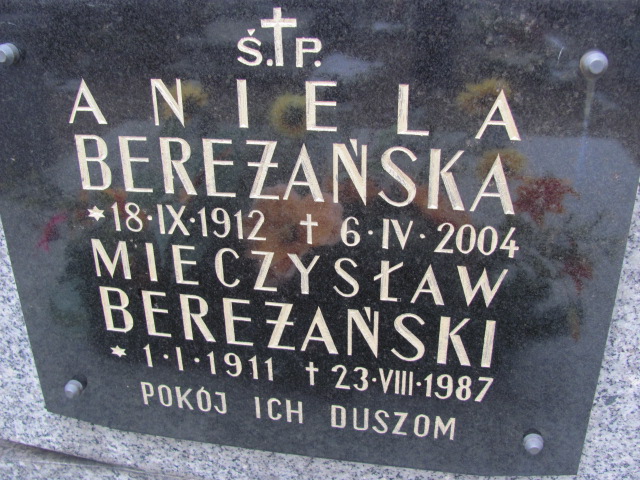 Ś.†P.
ANIELA
BEREŻAŃSKA
*18·IX·1912 †6·IV·2004
MIECZYSŁAW
BEREŻAŃSKI
*1·I·1911 †23·VIII·1987
POKÓJ ICH DUSZOM